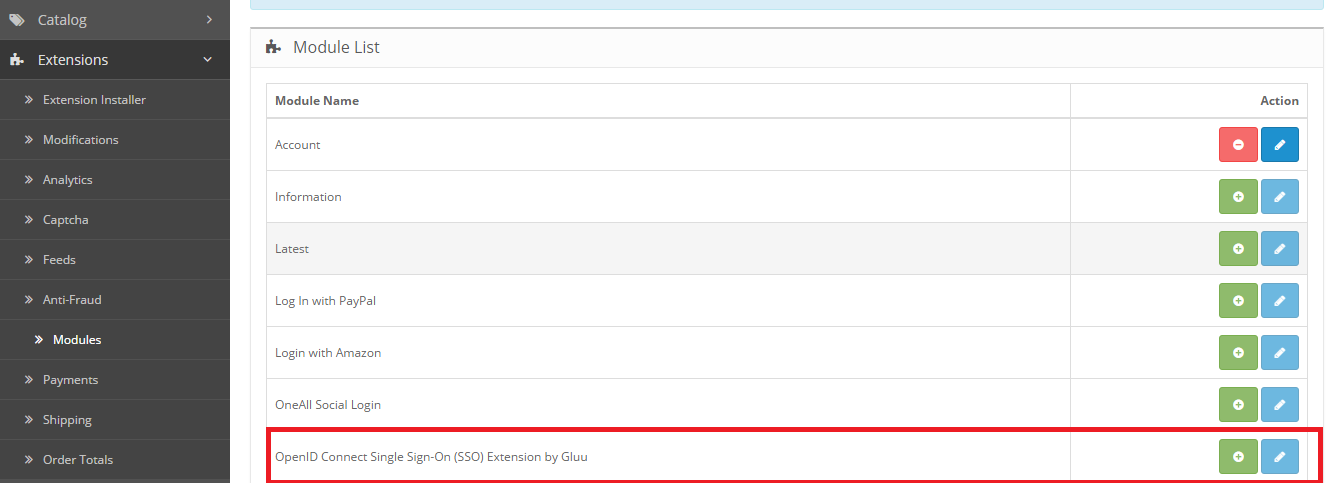 Catalog
Extensions
Extension Installer
Modifications
Analytics
Captcha
Feeds
Anti-Fraud
Modules
Payments
Shipping
Order Totals
Module List
Module Name Action
Account
Information
Latest
Log In with PayPal
Login with Amazon
OneAll Social Login
OpenID Connect Single Sign-On (SSO) Extension by Gluu